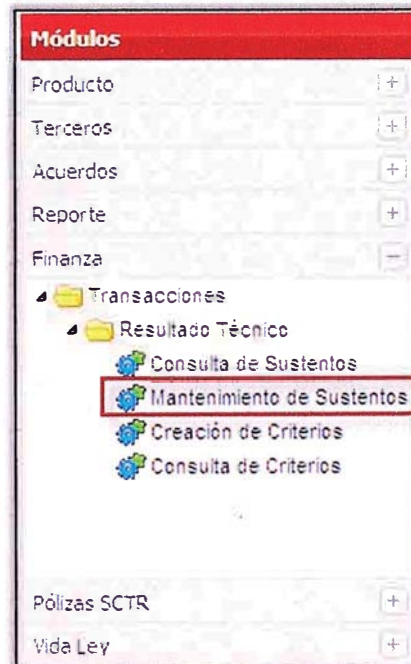 Módulos
Producto
Terceros
Acuerdos
Reporte
Finanza
Transacciones
Resultado Técnico
Consulta de Sustentos
Mantenimiento de Sustentos
Creación de Criterios
Consulta de Criterios
Pólizas SCTR
Vida Ley